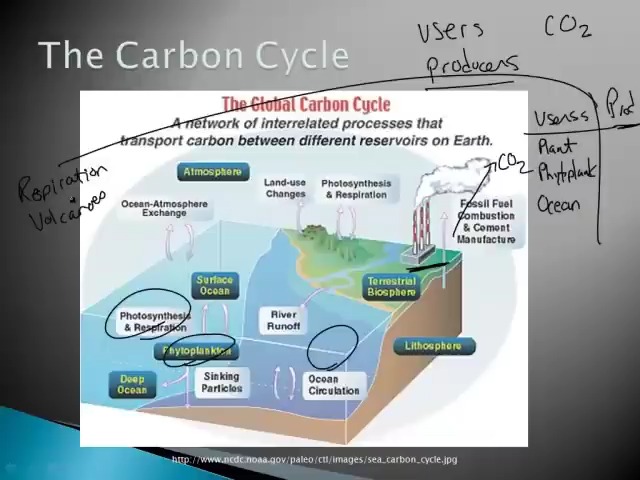 The Carbon Cycle
Users
CO2
producers
Userss
Prod
Plant
Phytoplank
Ocean
CO2
Respiration
Volcanoes
The Global Carbon Cycle
A network of interrelated processes that
transport carbon between different reservoirs on Earth.
Atmosphere
Land-use
Changes
Photosynthesis
& Respiration
Ocean-Atmosphere
Exchange
Fossil Fuel
Combustion
& Cement
Manufacture
Surface
Ocean
Terrestrial
Biosphere
Photosynthesis
& Respiration
River
Runoff
Phytoplankton
Lithosphere
Deep
Ocean
Sinking
Particles
Ocean
Circulation
http://www.ncdc.noaa.gov/paleo/ctl/images/sea_carbon_cycle.jpg